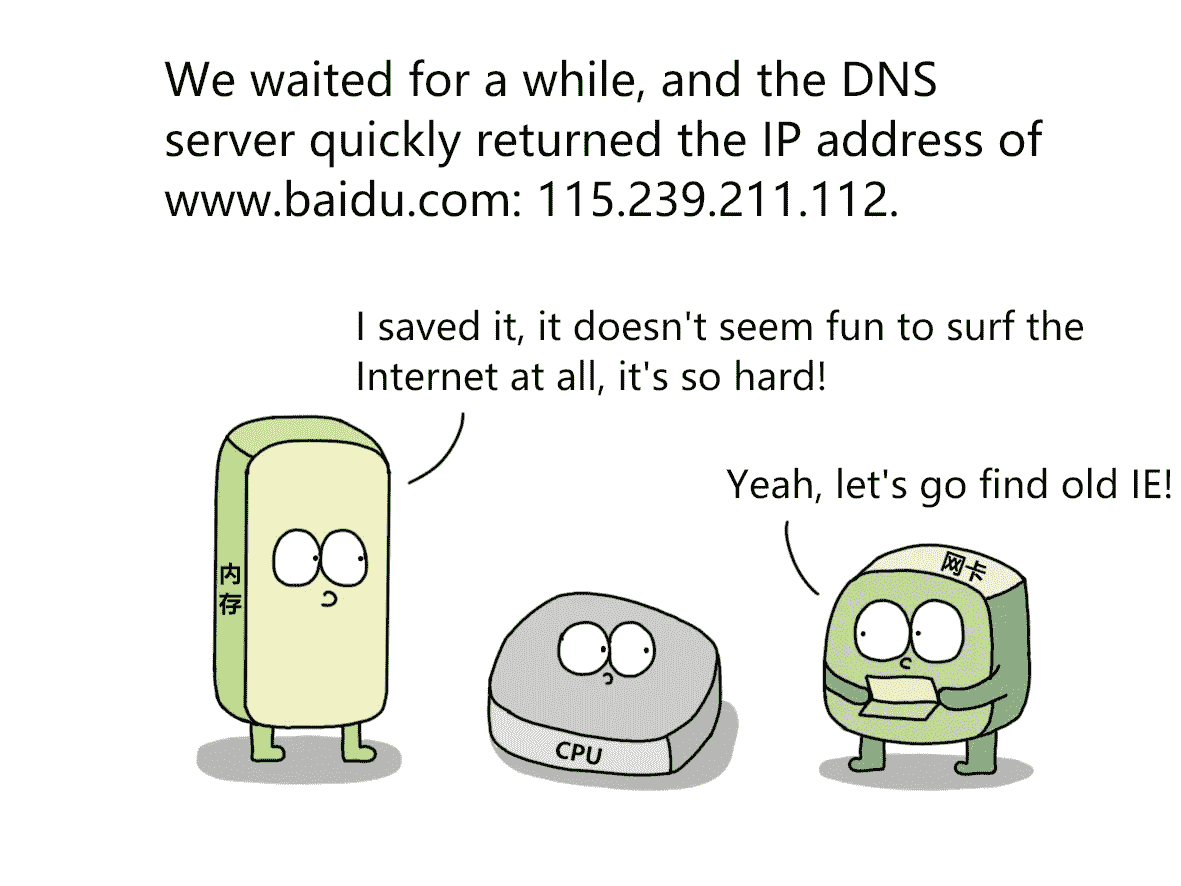 We waited for a while, and the DNS
server quickly returned the IP address of
www.baidu.com: 115.239.211.112.
I saved it, it doesn't seem fun to surf the
Internet at all, it's so hard!
Yeah, let's go find old IE!
网卡
内
存
CPU